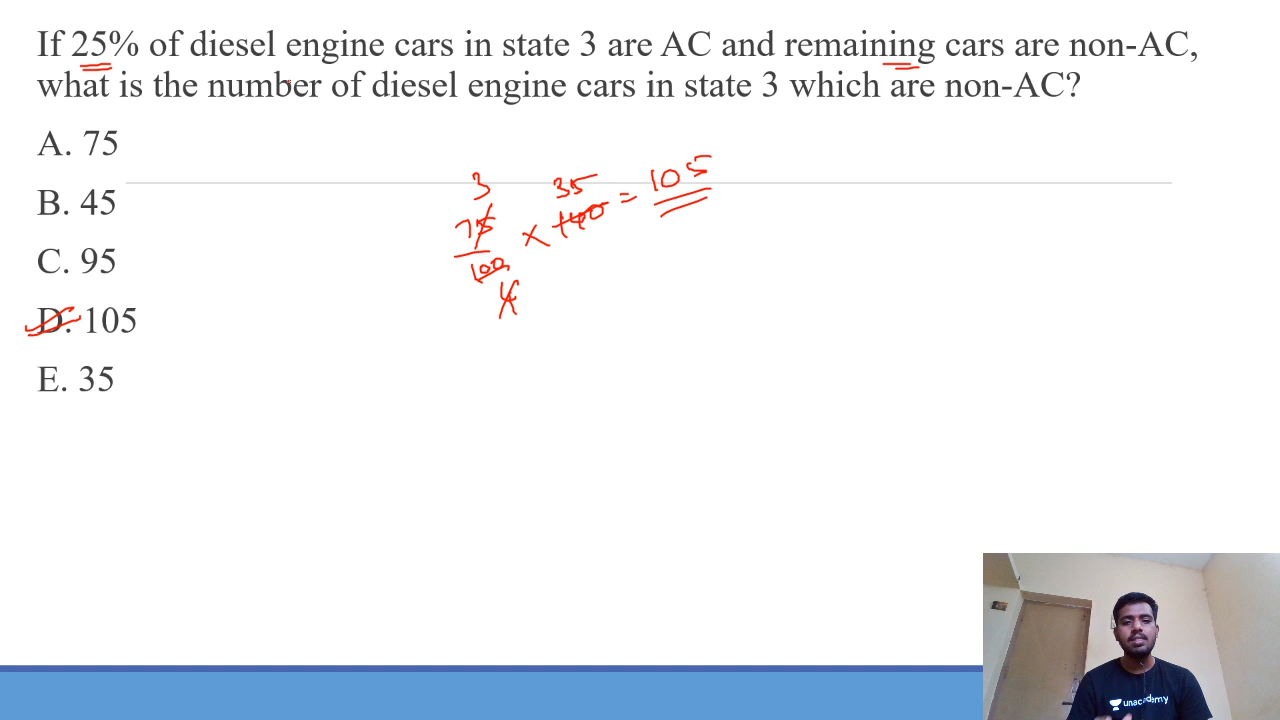 If 25% of diesel engine cars in state 3 are AC and remaining cars are non-AC,
what is the number of diesel engine cars in state 3 which are non-AC?
A. 75
B. 45
C. 95
D. 105
E. 35
3 35
75 × 140 = 105
100
4
unacademy